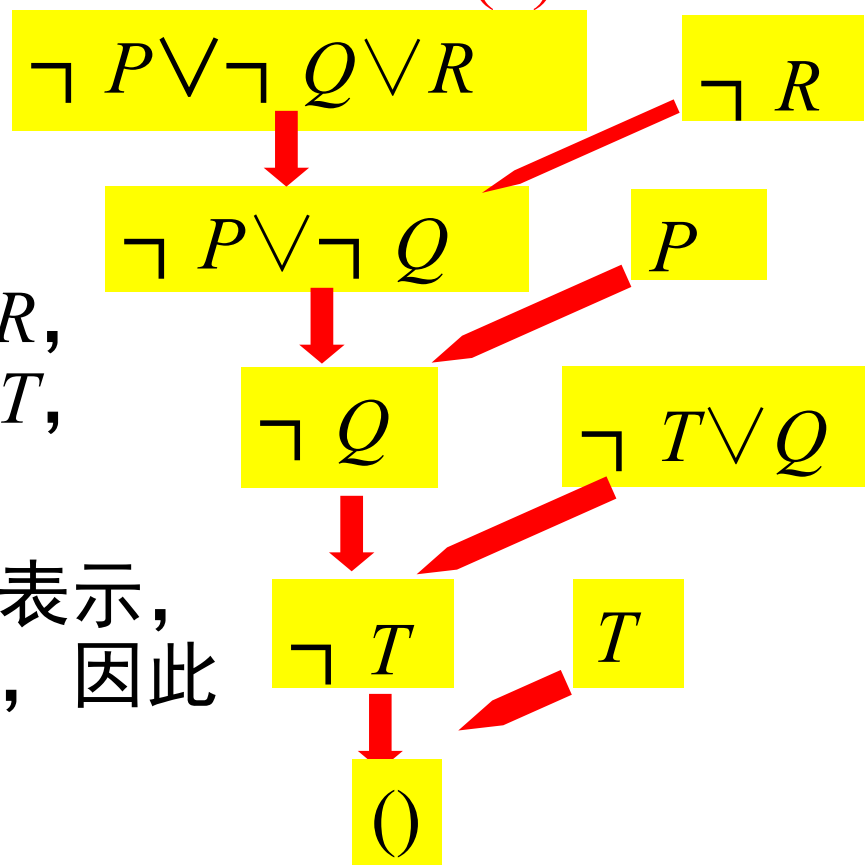 ¬ P∨¬ Q∨R
¬ R
¬ P∨¬ Q
P
R,
T,
¬ Q
¬ T∨Q
表示,
, 因此
¬ T
T
()